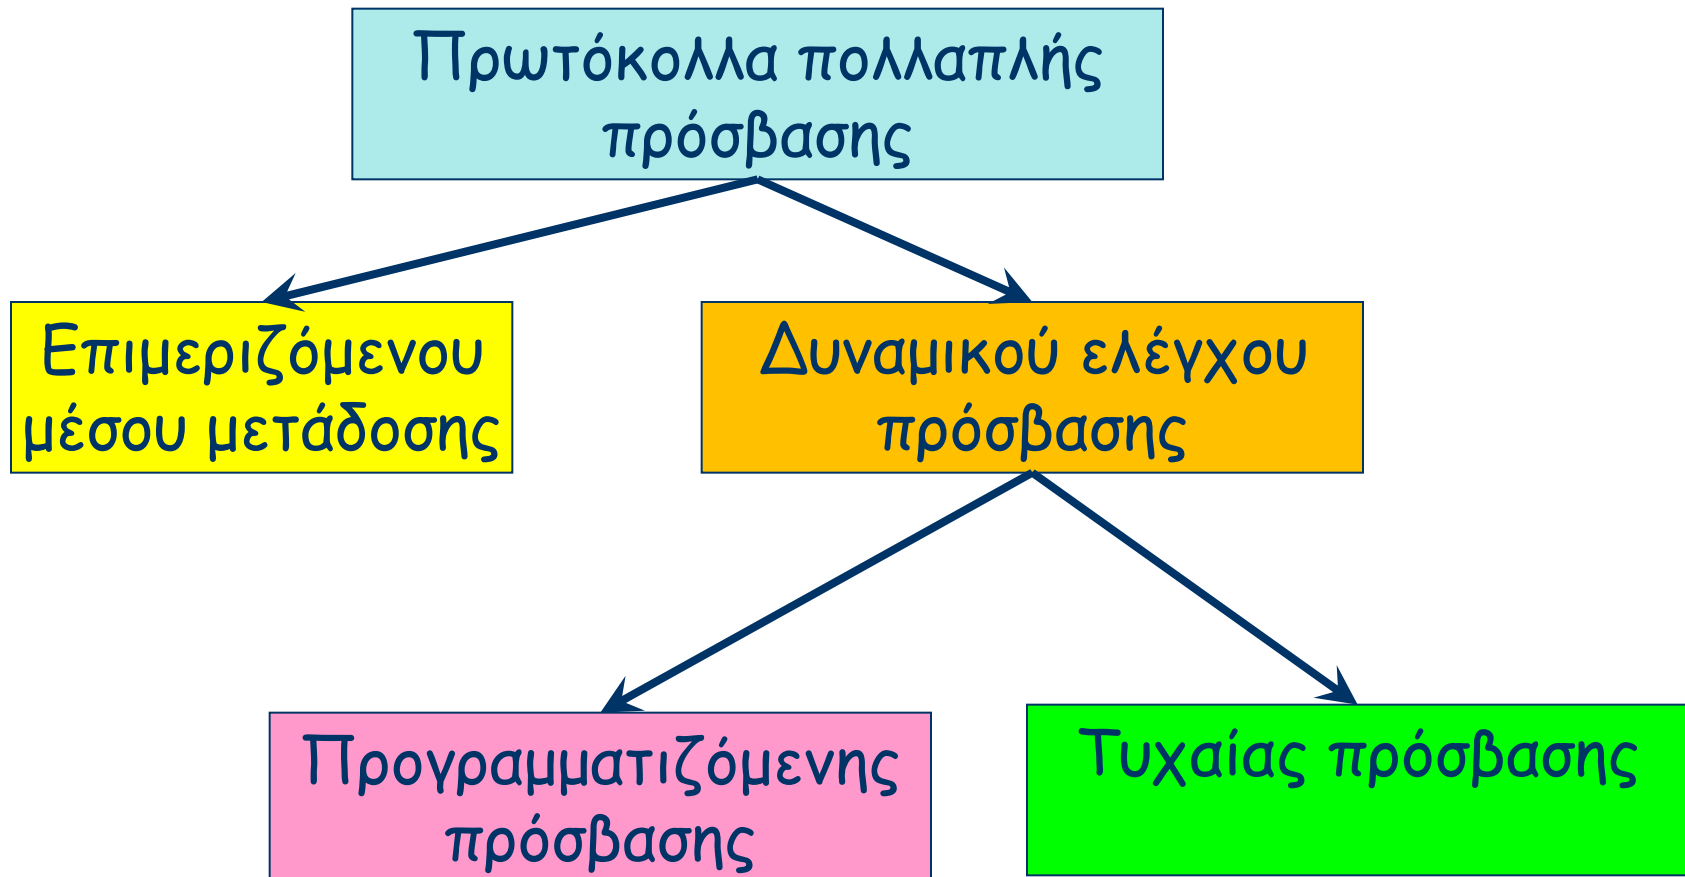 Πρωτόκολλα πολλαπλής
πρόσβασης
Επιμεριζόμενου
μέσου μετάδοσης
Δυναμικού ελέγχου
πρόσβασης
Προγραμματιζόμενης
πρόσβασης
Τυχαίας πρόσβασης